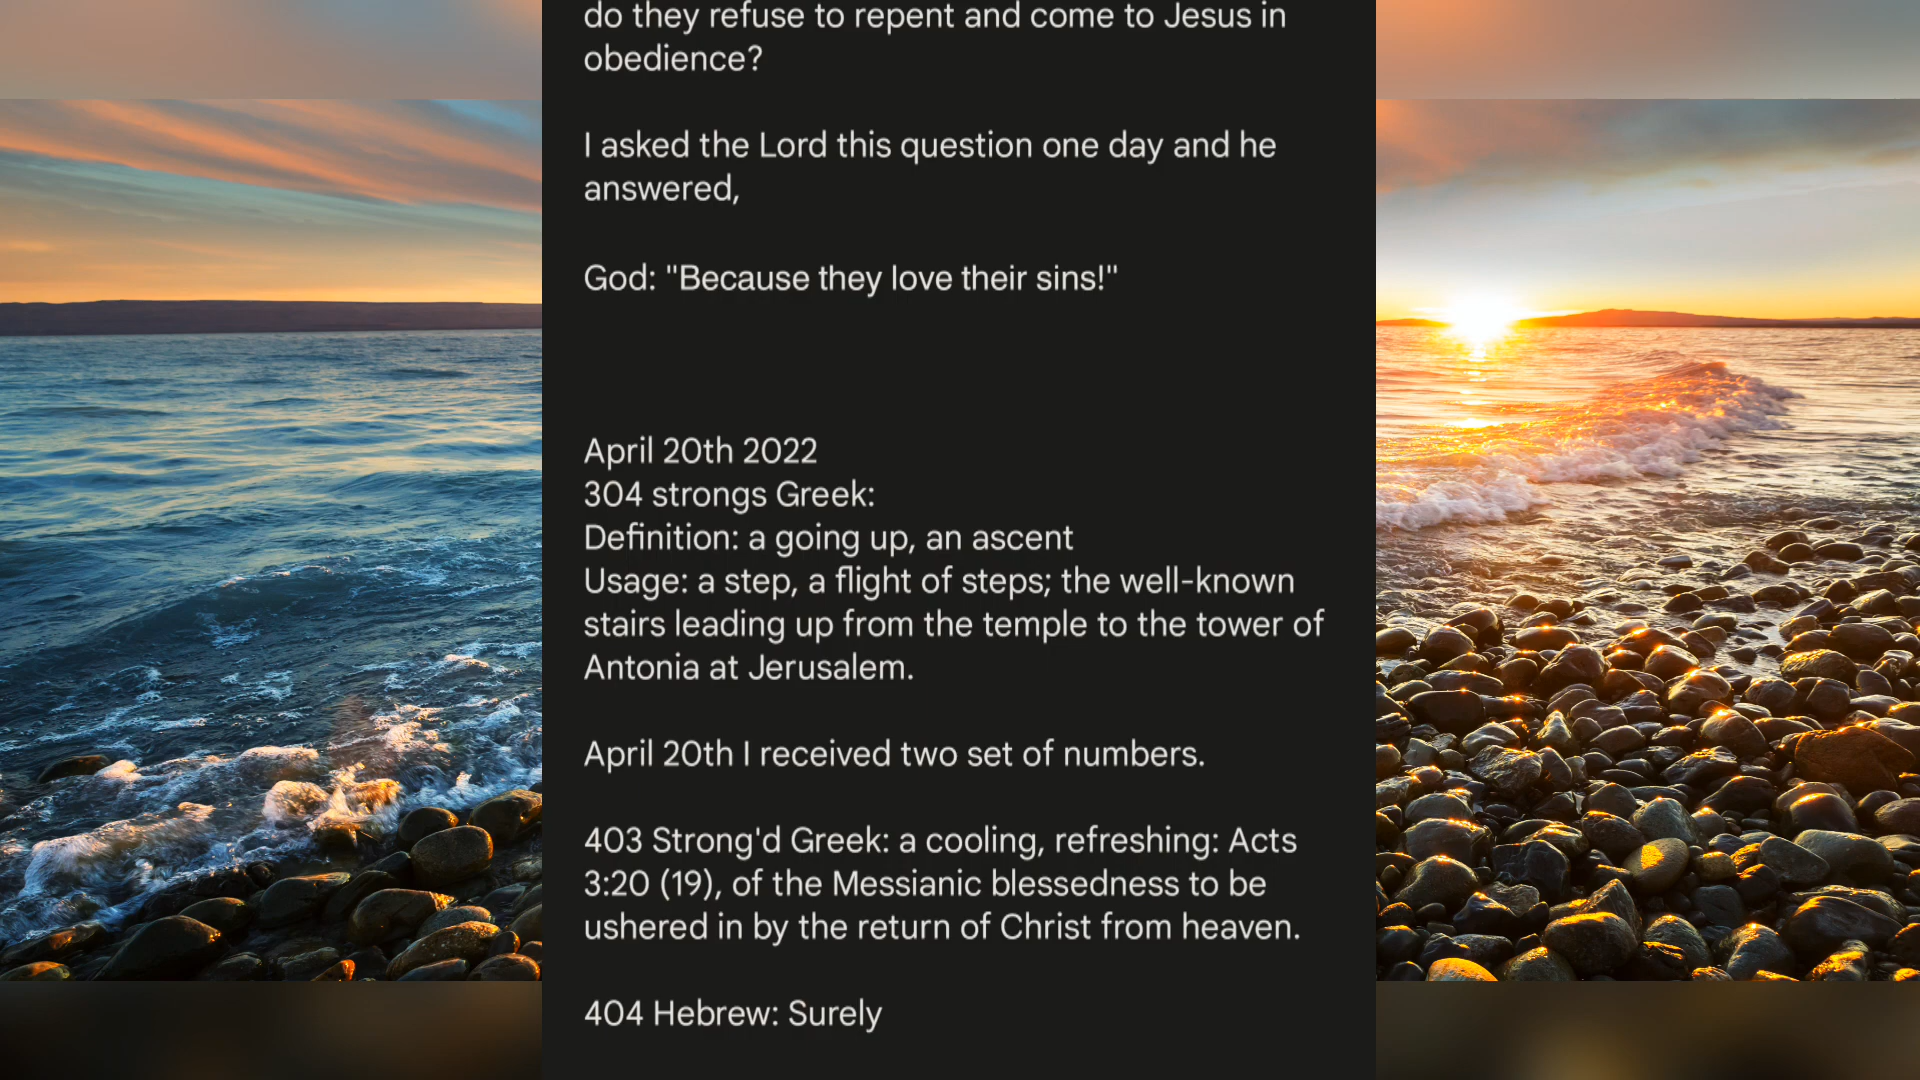 do they refuse to repent and come to Jesus in
obedience?
I asked the Lord this question one day and he
answered,
God: "Because they love their sins!"
April 20th 2022
304 strongs Greek:
Definition: a going up, an ascent
Usage: a step, a flight of steps; the well-known
stairs leading up from the temple to the tower of
Antonia at Jerusalem.
April 20th I received two set of numbers.
403 Strong'd Greek: a cooling, refreshing: Acts
3:20 (19), of the Messianic blessedness to be
ushered in by the return of Christ from heaven.
404 Hebrew: Surely